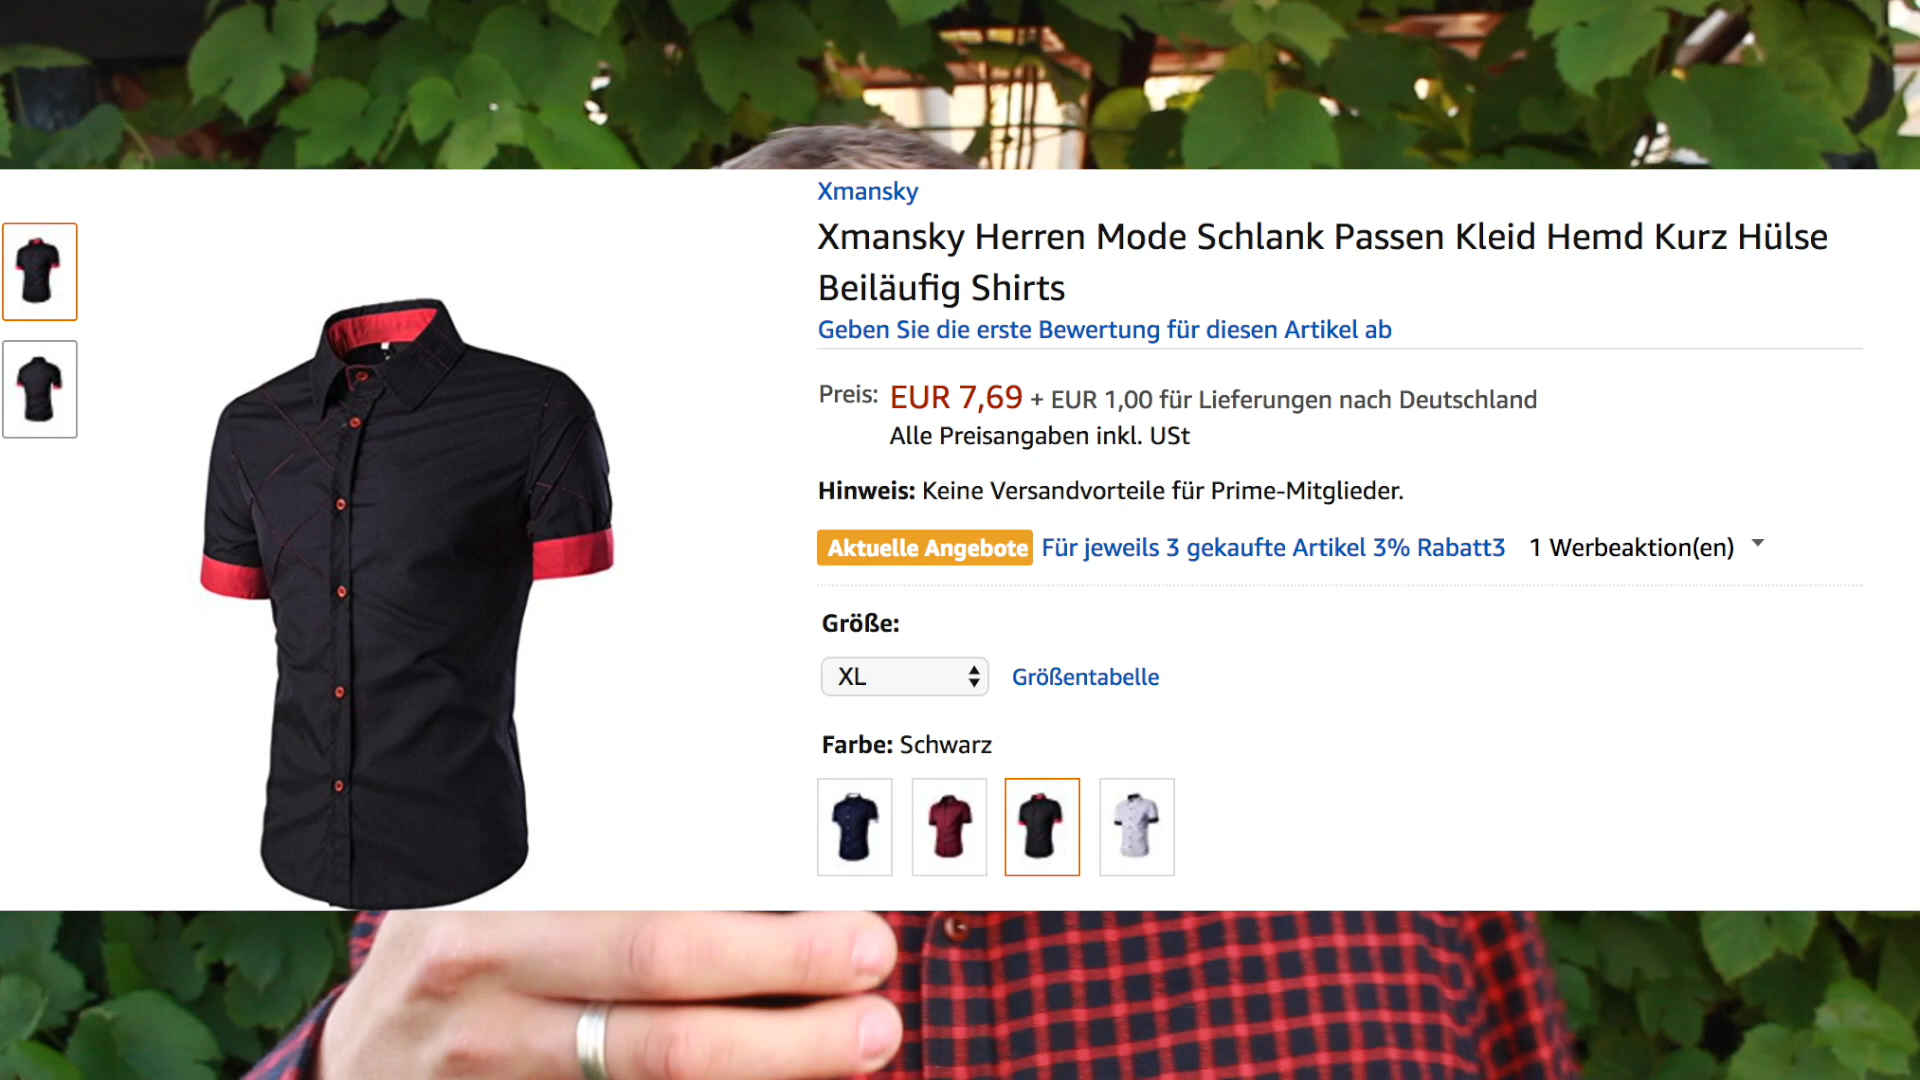 Xmansky
Xmansky Herren Mode Schlank Passen Kleid Hemd Kurz Hülse
Beiläufig Shirts
Geben Sie die erste Bewertung für diesen Artikel ab
Preis: EUR 7,69 + EUR 1,00 für Lieferungen nach Deutschland
Alle Preisangaben inkl. USt
Hinweis: Keine Versandvorteile für Prime-Mitglieder.
Aktuelle Angebote Für jeweils 3 gekaufte Artikel 3% Rabatt3 1 Werbeaktion(en)
Größe:
XL Größentabelle
Farbe: Schwarz